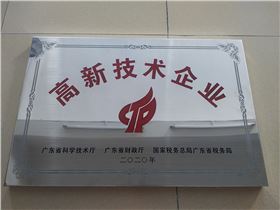 高新技术企业
广东省科学技术厅 广东省财政厅 国家税务总局广东省税务局
二〇二〇年